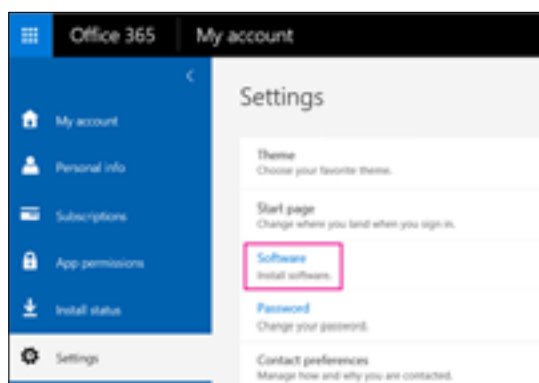 Office 365
My account
My account
Personal info
Subscriptions
App permissions
Install status
Settings
Settings
Theme
Choose your favorite theme.
Start page
Change where you land when you sign in.
Software
Install software.
Password
Change your password.
Contact preferences
Manage how and why you are contacted.